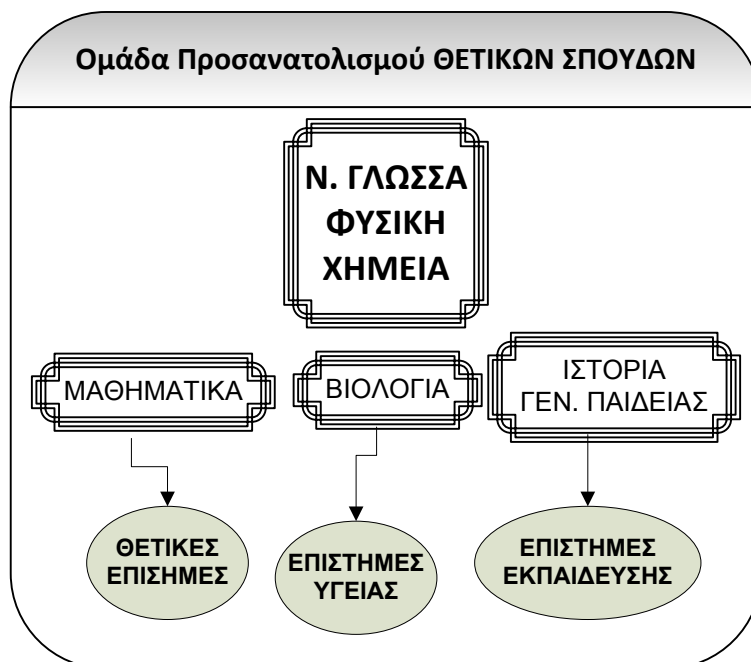 Ομάδα Προσανατολισμού ΘΕΤΙΚΩΝ ΣΠΟΥΔΩΝ
Ν. ΓΛΩΣΣΑ
ΦΥΣΙΚΗ
ΧΗΜΕΙΑ
ΜΑΘΗΜΑΤΙΚΑ
ΒΙΟΛΟΓΙΑ
ΙΣΤΟΡΙΑ
ΓΕΝ. ΠΑΙΔΕΙΑΣ
ΘΕΤΙΚΕΣ
ΕΠΙΣΗΜΕΣ
ΕΠΙΣΤΗΜΕΣ
ΥΓΕΙΑΣ
ΕΠΙΣΤΗΜΕΣ
ΕΚΠΑΙΔΕΥΣΗΣ